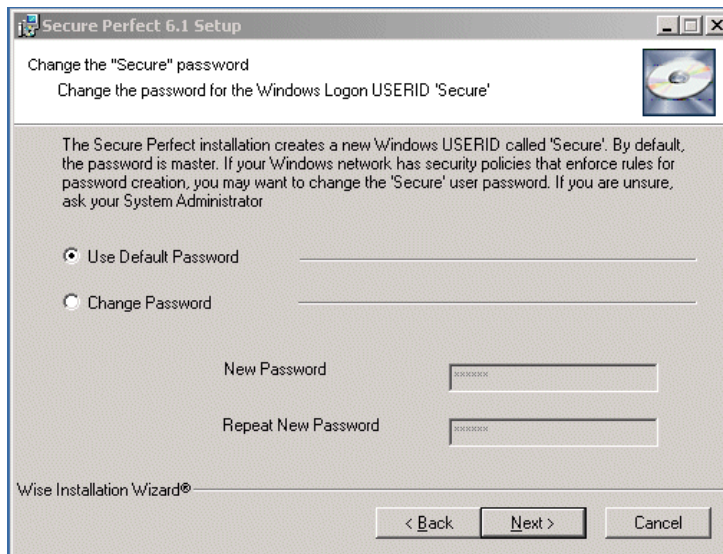 Secure Perfect 6.1 Setup
Change the "Secure" password
Change the password for the Windows Logon USERID 'Secure'
The Secure Perfect installation creates a new Windows USERID called 'Secure'. By default,
the password is master. If your Windows network has security policies that enforce rules for
password creation, you may want to change the 'Secure' user password. If you are unsure,
ask your System Administrator
Use Default Password
Change Password
New Password
xxxxxx
Repeat New Password
xxxxxx
Wise Installation Wizard®
< Back
Next >
Cancel